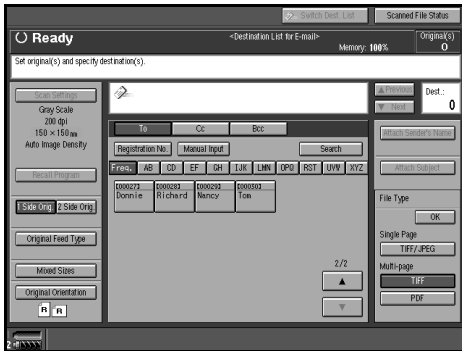 Switch Dest. List
Scanned File Status
Ready
<Destination List for E-mail>
Memory: 100%
Original(s)
0
Set original(s) and specify destination(s).
Scan Settings
Gray Scale
200 dpi
150 × 150 mm
Auto Image Density
Recall Program
1 Side Orig.
2 Side Orig.
Original Feed Type
Mixed Sizes
Original Orientation
R R
▲ Previous
▼ Next
Dest.:
0
To
Cc
Bcc
Registration No.
Manual Input
Search
Freq.
AB
CD
EF
GH
IJK
LMN
OPQ
RST
UVW
XYZ
[00027]
Donnie
[00028]
Richard
[00029]
Nancy
[00030]
Tom
2/2
▲
▼
Attach Sender's Name
Attach Subject
File Type
OK
Single Page
TIFF/JPEG
Multi-page
TIFF
PDF
2